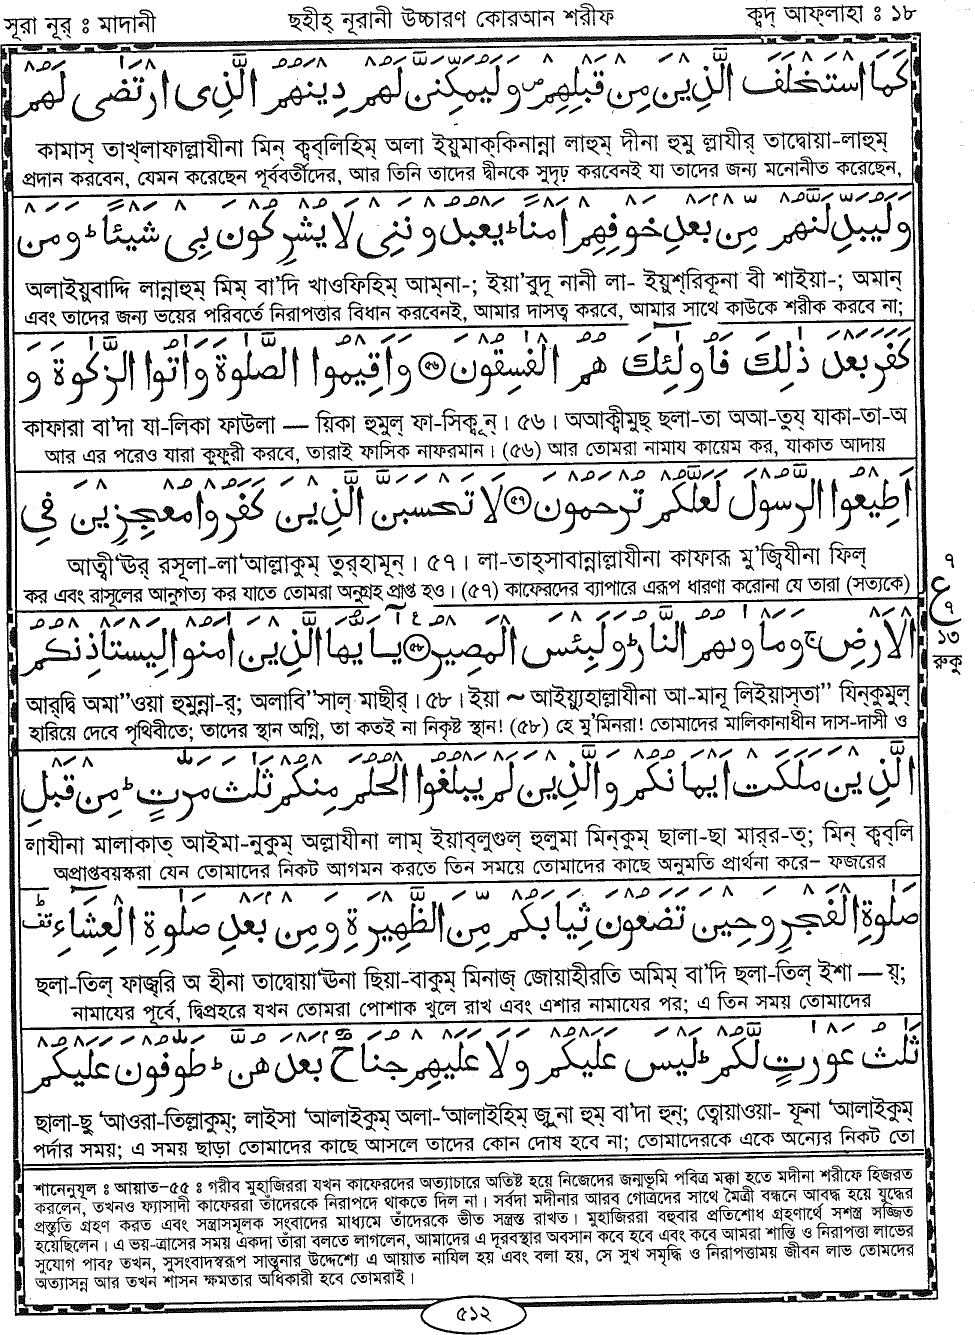 সূরা নূর্ : মাদানী
ছহীহ্ নূরানী উচ্চারণ কোরআন শরীফ
ক্বদ্ আফ্লাহা : ১৮
كَمَا اسْتَخْلَفَ الَّذِيْنَ مِنْ قَبْلِهِمْ ص وَلَيُمَكِّنَنَّ لَهُمْ دِيْنَهُمُ الَّذِى ارْتَضٰى لَهُمْ
কামাস্ তাখ্লাফাল্লাযীনা মিন্ ক্বব্লিহিম্ অলা ইয়ুমাক্কিনান্না লাহুম্ দীনা হুমু ল্লাযীর্ তাদ্বোয়া-লাহুম্
প্রদান করবেন, যেমন করেছেন পূর্ববর্তীদের, আর তিনি তাদের দ্বীনকে সুদৃঢ় করবেনই যা তাদের জন্য মনোনীত করেছেন,
وَلَيُبَدِّلَنَّهُمْ مِّنْۢ بَعْدِ خَوْفِهِمْ اَمْنًا ط يَعْبُدُوْنَنِىْ لَا يُشْرِكُوْنَ بِىْ شَيْئًا ط وَمَنْ
অলাইয়ুবাদ্দি লান্নাহুম্ মিম্ বা'দি খাওফিহিম্ আম্না-; ইয়া'বুদূ নানী লা- ইয়ুশ্রিকূনা বী শাইয়া-; অমান্
এবং তাদের জন্য ভয়ের পরিবর্তে নিরাপত্তার বিধান করবেনই, আমার দাসত্ব করবে, আমার সাথে কাউকে শরীক করবে না;
كَفَرَ بَعْدَ ذٰلِكَ فَاُولٰٓئِكَ هُمُ الْفٰسِقُوْنَ ۝٥٥ وَاَقِيْمُوا الصَّلٰوةَ وَاٰتُوا الزَّكٰوةَ وَ
কাফারা বা'দা যা-লিকা ফাউলা — য়িকা হুমুল্ ফা-সিক্বূন্। ৫৬। অআক্বীমুছ্ ছলা-তা অআ-তুয্ যাকা-তা-অ
আর এর পরেও যারা কুফুরী করবে, তারাই ফাসিক নাফরমান। (৫৬) আর তোমরা নামায কায়েম কর, যাকাত আদায়
اَطِيْعُوا الرَّسُوْلَ لَعَلَّكُمْ تُرْحَمُوْنَ ۝٥٦ لَا تَحْسَبَنَّ الَّذِيْنَ كَفَرُوْا مُعْجِزِيْنَ فِى
আত্বী'উর্ রসূলা-লা'আল্লাকুম্ তুর্হামূন্। ৫৭। লা-তাহ্সাবান্নাল্লাযীনা কাফারূ মু'জ্বিযীনা ফিল্
কর এবং রাসূলের আনুগত্য কর যাতে তোমরা অনুগ্রহ প্রাপ্ত হও। (৫৭) কাফেরদের ব্যাপারে এরূপ ধারণা করোনা যে তারা (সত্যকে)
٧
ع
٧
১৩
রুকু
الْاَرْضِ ج وَمَاْوٰىهُمُ النَّارُ ط وَلَبِئْسَ الْمَصِيْرُ ۝٥٧ يٰٓاَيُّهَا الَّذِيْنَ اٰمَنُوْا لِيَسْتَاْذِنْكُمُ
আর্দ্বি অমা"ওয়া হুমুন্না-র্; অলাবি"সাল্ মাছীর্। ৫৮। ইয়া ~ আইয়্যুহাল্লাযীনা আ-মানূ লিইয়াস্তা" যিন্কুমুল্
হারিয়ে দেবে পৃথিবীতে; তাদের স্থান অগ্নি, তা কতই না নিকৃষ্ট স্থান! (৫৮) হে মু'মিনরা! তোমাদের মালিকানাধীন দাস-দাসী ও
الَّذِيْنَ مَلَكَتْ اَيْمَانُكُمْ وَالَّذِيْنَ لَمْ يَبْلُغُوا الْحُلُمَ مِنْكُمْ ثَلٰثَ مَرّٰتٍ ط مِنْ قَبْلِ
লাযীনা মালাকাত্ আইমা-নুকুম্ অল্লাযীনা লাম্ ইয়াব্লুগুল্ হুলুমা মিন্কুম্ ছালা-ছা মার্র-ত্; মিন্ ক্বব্লি
অপ্রাপ্তবয়স্করা যেন তোমাদের নিকট আগমন করতে তিন সময়ে তোমাদের কাছে অনুমতি প্রার্থনা করে- ফজরের
صَلٰوةِ الْفَجْرِ وَحِيْنَ تَضَعُوْنَ ثِيَابَكُمْ مِّنَ الظَّهِيْرَةِ وَمِنْۢ بَعْدِ صَلٰوةِ الْعِشَآءِ قف ط
ছলা-তিল্ ফাজ্বরি অ হীনা তাদ্বোয়া'ঊনা ছিয়া-বাকুম্ মিনাজ্ জোয়াহীরতি অমিম্ বা'দি ছলা-তিল্ ইশা — য়্;
নামাযের পূর্বে, দ্বিপ্রহরে যখন তোমরা পোশাক খুলে রাখ এবং এশার নামাযের পর; এ তিন সময় তোমাদের
ثَلٰثُ عَوْرٰتٍ لَّكُمْ ط لَيْسَ عَلَيْكُمْ وَلَا عَلَيْهِمْ جُنَاحٌۢ بَعْدَهُنَّ ط طَوّٰفُوْنَ عَلَيْكُمْ
ছালা-ছু 'আওরা-তিল্লাকুম্; লাইসা 'আলাইকুম্ অলা-'আলাইহিম্ জুনা হুম্ বা'দা হুন্; ত্বোয়াওয়া- ফূনা 'আলাইকুম্
পর্দার সময়; এ সময় ছাড়া তোমাদের কাছে আসলে তাদের কোন দোষ হবে না; তোমাদেরকে একে অন্যের নিকট তো
শানেনুযূল : আয়াত-৫৫ : গরীব মুহাজিররা যখন কাফেরদের অত্যাচারে অতিষ্ট হয়ে নিজেদের জন্মভূমি পবিত্র মক্কা হতে মদীনা শরীফে হিজরত
করলেন, তখনও ফ্যাসাদী কাফেররা তাঁদেরকে নিরাপদে থাকতে দিল না। সর্বদা মদীনার আরব গোত্রদের সাথে মৈত্রী বন্ধনে আবদ্ধ হয়ে যুদ্ধের
প্রস্তুতি গ্রহণ করত এবং সন্ত্রাসমূলক সংবাদের মাধ্যমে তাঁদেরকে ভীত সন্ত্রস্ত রাখত। মুহাজিররা বহুবার প্রতিশোধ গ্রহণার্থে সশস্ত্র সজ্জিত
হয়েছিলেন। এ ভয়-ত্রাসের সময় একদা তাঁরা বলতে লাগলেন, আমাদের এ দূরবস্থার অবসান কবে হবে এবং কবে আমরা শান্তি ও নিরাপত্তা লাভের
সুযোগ পাব? তখন, সুসংবাদস্বরূপ সান্ত্বনার উদ্দেশ্যে এ আয়াত নাযিল হয় এবং বলা হয়, সে সুখ সমৃদ্ধি ও নিরাপত্তাময় জীবন লাভ তোমাদের
অত্যাসন্ন আর তখন শাসন ক্ষমতার অধিকারী হবে তোমরাই।
৫১২